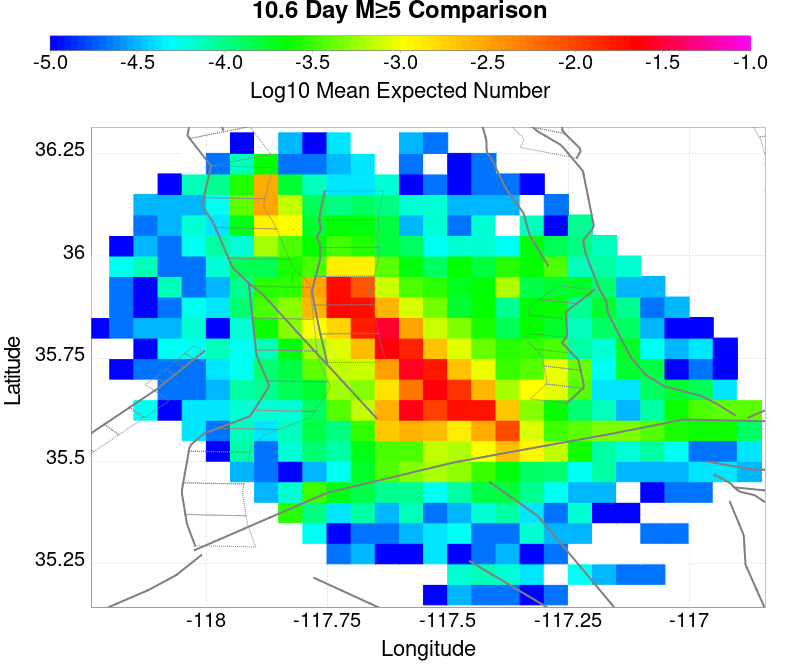 10.6 Day M≥5 Comparison
-5.0 -4.5 -4.0 -3.5 -3.0 -2.5 -2.0 -1.5 -1.0
Log10 Mean Expected Number
36.25
36
35.75
35.5
35.25
Latitude
-118 -117.75 -117.5 -117.25 -117
Longitude